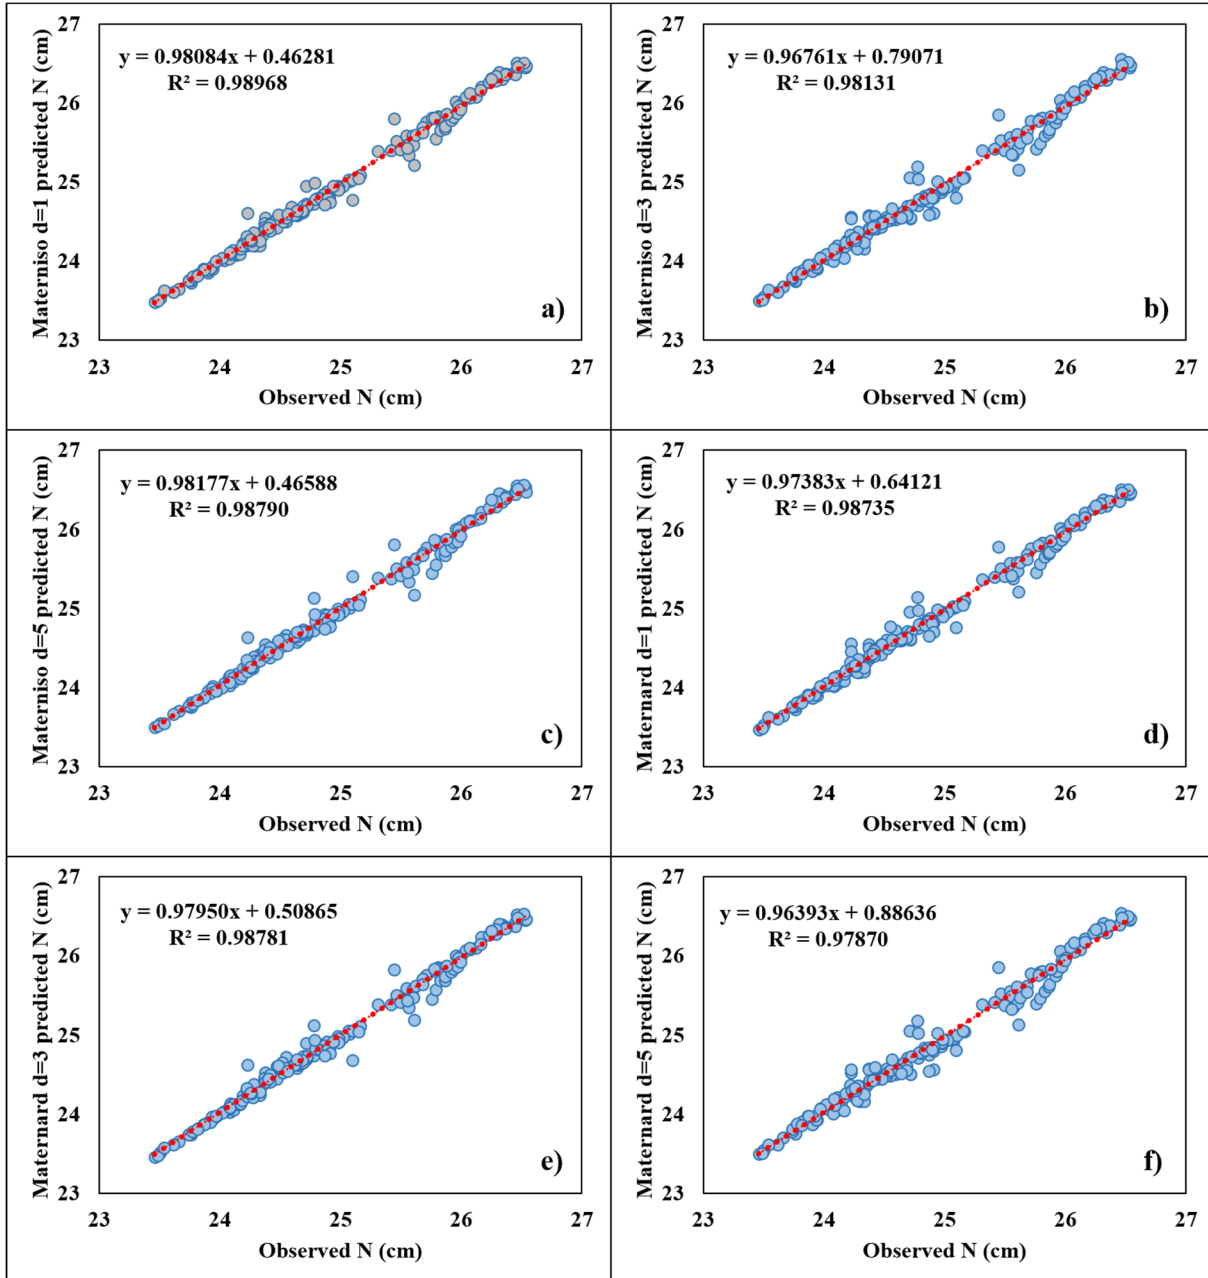 Materniso d=1 predicted N (cm)
27
26
25
24
23
y = 0.98084x + 0.46281
R² = 0.98968
a)
23 24 25 26 27
Observed N (cm)
Materniso d=3 predicted N (cm)
27
26
25
24
23
y = 0.96761x + 0.79071
R² = 0.98131
b)
23 24 25 26 27
Observed N (cm)
Materniso d=5 predicted N (cm)
27
26
25
24
23
y = 0.98177x + 0.46588
R² = 0.98790
c)
23 24 25 26 27
Observed N (cm)
Maternard d=1 predicted N (cm)
27
26
25
24
23
y = 0.97383x + 0.64121
R² = 0.98735
d)
23 24 25 26 27
Observed N (cm)
Maternard d=3 predicted N (cm)
27
26
25
24
23
y = 0.97950x + 0.50865
R² = 0.98781
e)
23 24 25 26 27
Observed N (cm)
Maternard d=5 predicted N (cm)
27
26
25
24
23
y = 0.96393x + 0.88636
R² = 0.97870
f)
23 24 25 26 27
Observed N (cm)